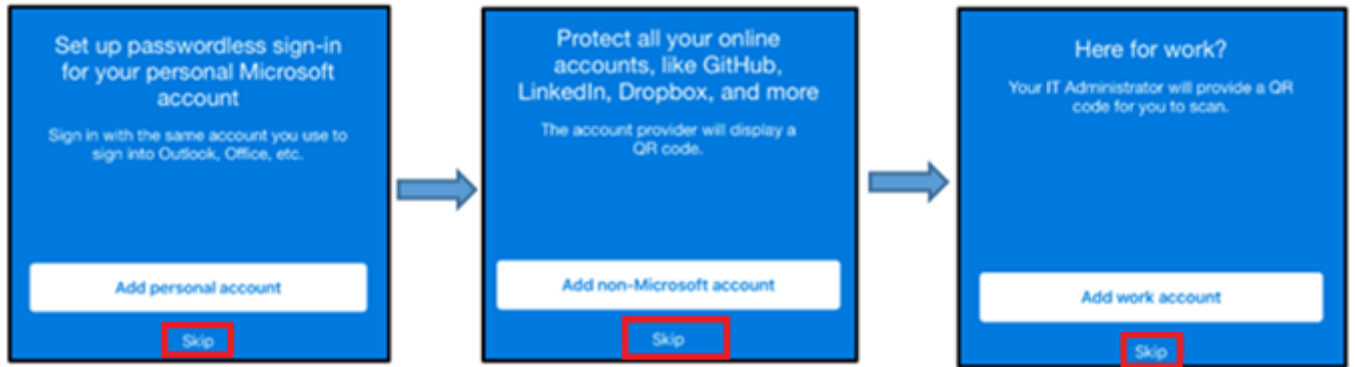 Set up passwordless sign-in
for your personal Microsoft
account
Sign in with the same account you use to
sign into Outlook, Office, etc.
Add personal account
Skip
Protect all your online
accounts, like GitHub,
LinkedIn, Dropbox, and more
The account provider will display a
QR code.
Add non-Microsoft account
Skip
Here for work?
Your IT Administrator will provide a QR
code for you to scan.
Add work account
Skip